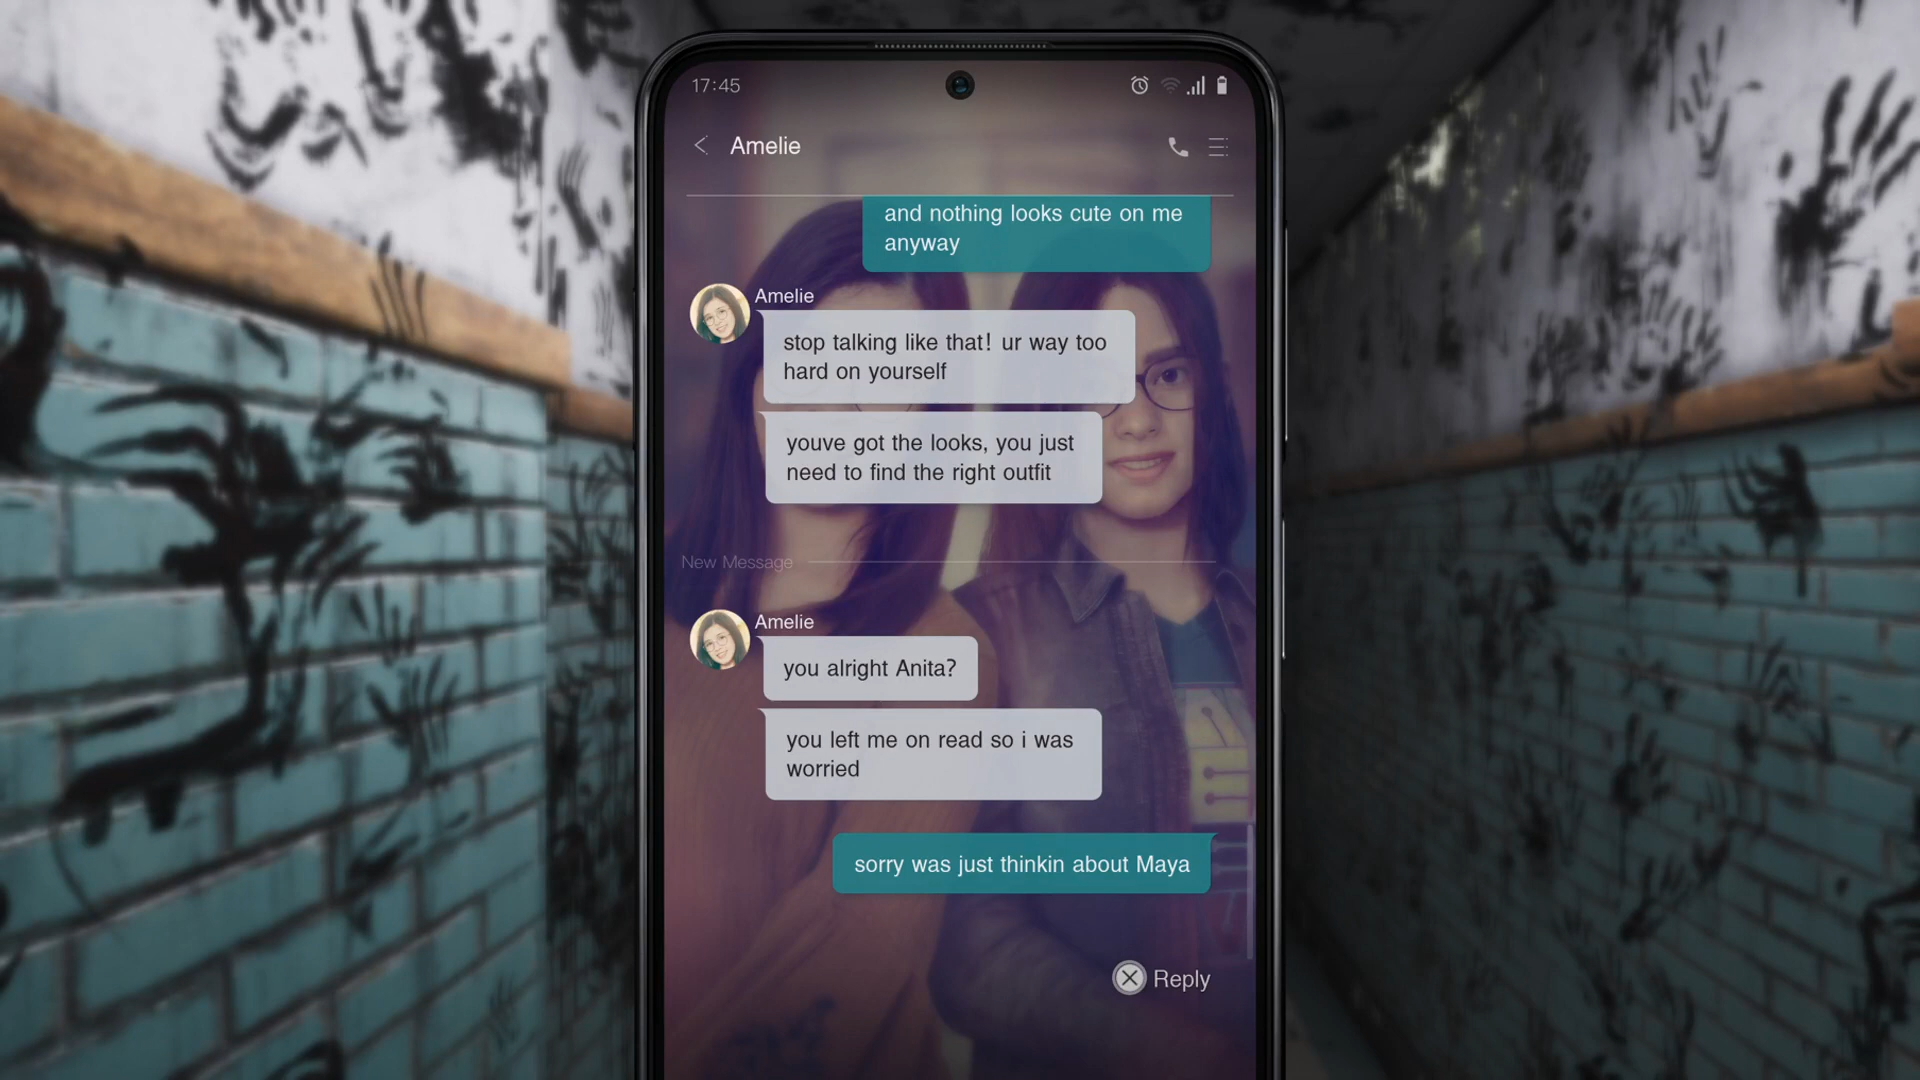 17:45
Amelie
and nothing looks cute on me
anyway
Amelie
stop talking like that! ur way too
hard on yourself
youve got the looks, you just
need to find the right outfit
New Message
Amelie
you alright Anita?
you left me on read so i was
worried
sorry was just thinkin about Maya
Reply